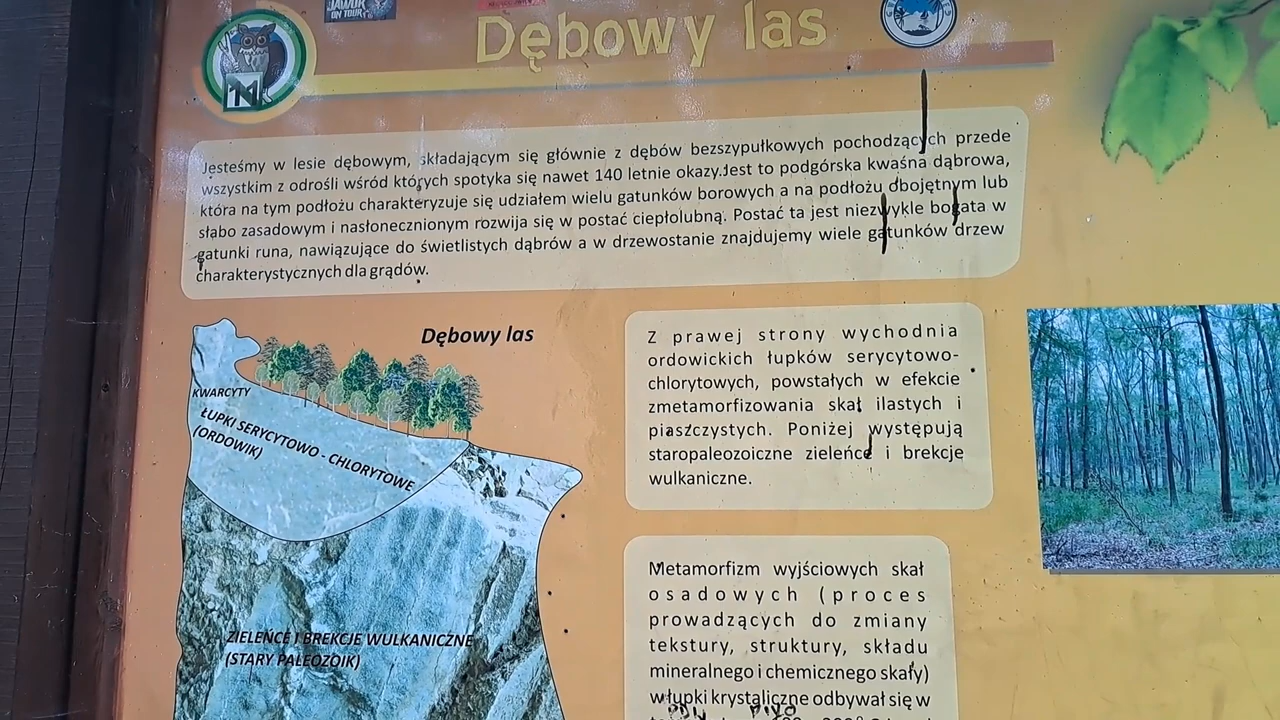 JAWOR
ON TOUR
Dębowy las
Jesteśmy w lesie dębowym, składającym się głównie z dębów bezszypułkowych pochodzących przede
wszystkim z odrośli wśród których spotyka się nawet 140 letnie okazy.Jest to podgórska kwaśna dąbrowa,
która na tym podłożu charakteryzuje się udziałem wielu gatunków borowych a na podłożu obojętnym lub
słabo zasadowym i nasłonecznionym rozwija się w postać ciepłolubną. Postać ta jest niezwykle bogata w
gatunki runa, nawiązujące do świetlistych dąbrów a w drzewostanie znajdujemy wiele gatunków drzew
charakterystycznych dla grądów.
Dębowy las
KWARCYTY
ŁUPKI SERYCYTOWO - CHLORYTOWE
(ORDOWIK)
ZIELEŃCE I BREKCJE WULKANICZNE
(STARY PALEOZOIK)
Z prawej strony wychodnia
ordowickich łupków serycytowo-
chlorytowych, powstałych w efekcie
zmetamorfizowania skał ilastych i
piaszczystych. Poniżej występują
staropaleozoiczne zieleńce i brekcje
wulkaniczne.
Metamorfizm wyjściowych skał
osadowych (proces
prowadzących do zmiany
tekstury, struktury, składu
mineralnego i chemicznego skały)
w łupki krystaliczne odbywał się w